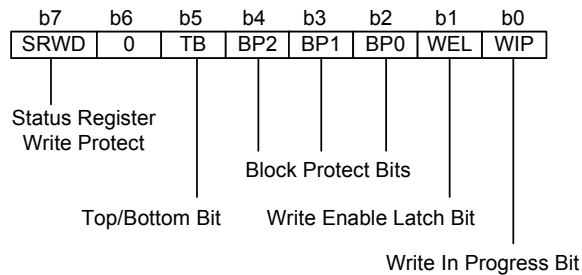 b7 b6 b5 b4 b3 b2 b1 b0
SRWD 0 TB BP2 BP1 BP0 WEL WIP
Status Register
Write Protect
Block Protect Bits
Top/Bottom Bit Write Enable Latch Bit
Write In Progress Bit